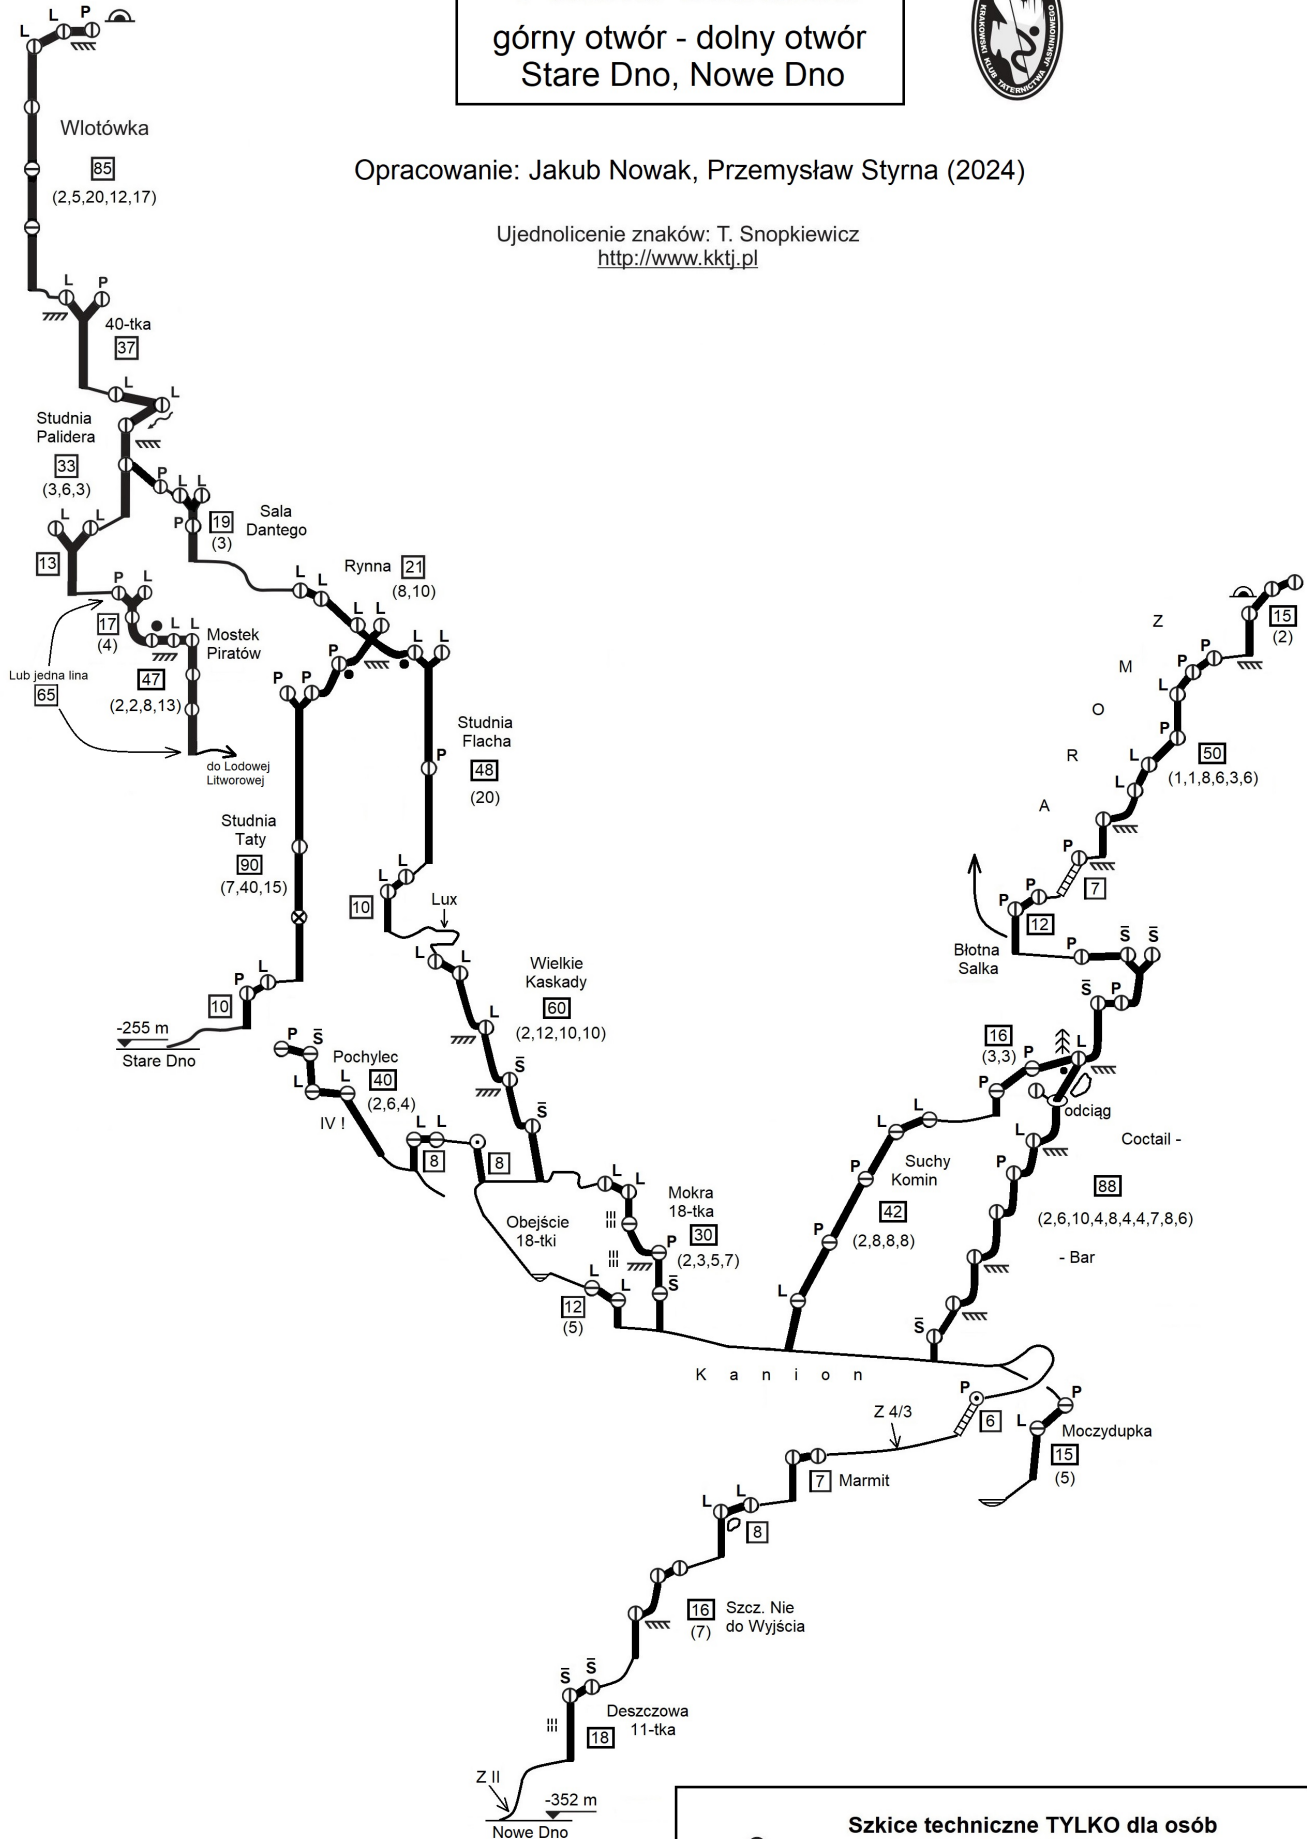 górny otwór - dolny otwór
Stare Dno, Nowe Dno
KRAKOWSKI KLUB TATERNICTWA JASKINIOWEGO
Opracowanie: Jakub Nowak, Przemysław Styrna (2024)
Ujednolicenie znaków: T. Snopkiewicz
http://www.kktj.pl
L L P
Wlotówka
85
(2,5,20,12,17)
L P
40-tka
37
L L
Studnia
Palidera
33
(3,6,3)
P L L
P
19
(3)
Sala
Dantego
L L
13
P L
17
(4)
L L
Mostek
Piratów
Lub jedna lina
65
47
(2,2,8,13)
do Lodowej
Litworowej
Rynna 21
(8,10)
L L
L L
L L
P
P P
Studnia
Flacha
P
48
(20)
Studnia
Taty
90
(7,40,15)
L L
10
Lux
L L
Wielkie
Kaskady
60
(2,12,10,10)
L
S
S
P L
10
-255 m
Stare Dno
P S
Pochylec
40
(2,6,4)
L L
IV !
L L
8
8
Obejście
18-tki
L L
Mokra
18-tka
30
(2,3,5,7)
P
S
L L
12
(5)
K a n i o n
15
(2)
Z
M
O
R
A
P P
L
P
L
L
50
(1,1,8,6,3,6)
P
7
P P
12
Błotna
Salka
P S S
S P
16
(3,3)
P P L
odciąg
L L
P
P
L
Suchy
Komin
42
(2,8,8,8)
L
P
Coctail -
88
(2,6,10,4,8,4,4,7,8,6)
- Bar
S
P
6
Z 4/3
P
L
Moczydupka
15
(5)
7 Marmit
L L
8
16
(7)
Szcz. Nie
do Wyjścia
S S
Deszczowa
11-tka
18
Z II
-352 m
Nowe Dno
Szkice techniczne TYLKO dla osób